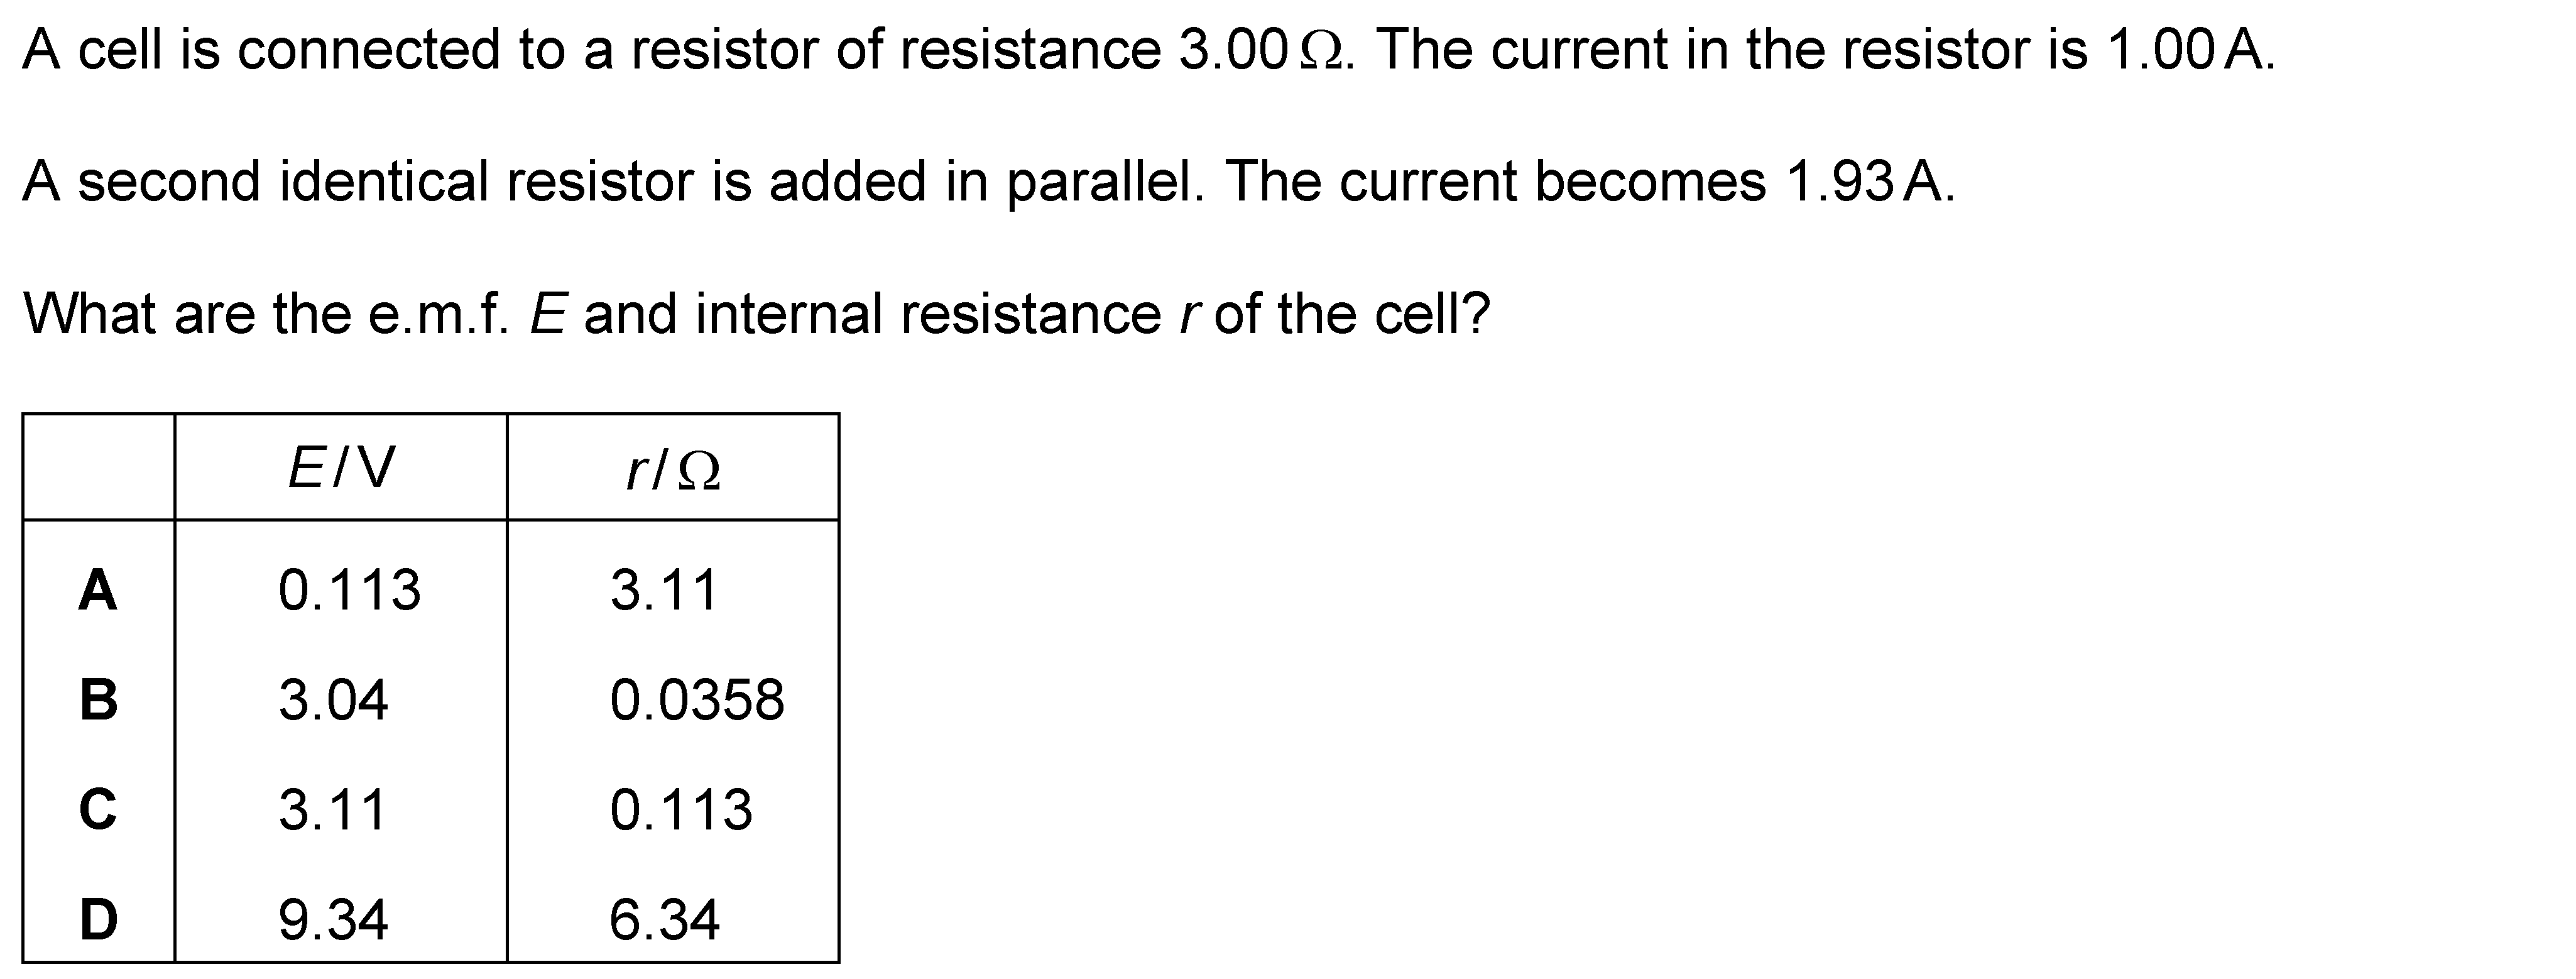 A cell is connected to a resistor of resistance 3.00 Ω. The current in the resistor is 1.00 A.
A second identical resistor is added in parallel. The current becomes 1.93 A.
What are the e.m.f. E and internal resistance r of the cell?
E/V r/Ω
A 0.113 3.11
B 3.04 0.0358
C 3.11 0.113
D 9.34 6.34